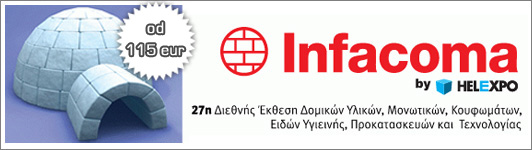 od
115 eur
Infacoma
by HELEXPO
27η Διεθνής Έκθεση Δομικών Υλικών, Μονωτικών, Κουφωμάτων,
Ειδών Υγιεινής, Προκατασκευών και Τεχνολογίας